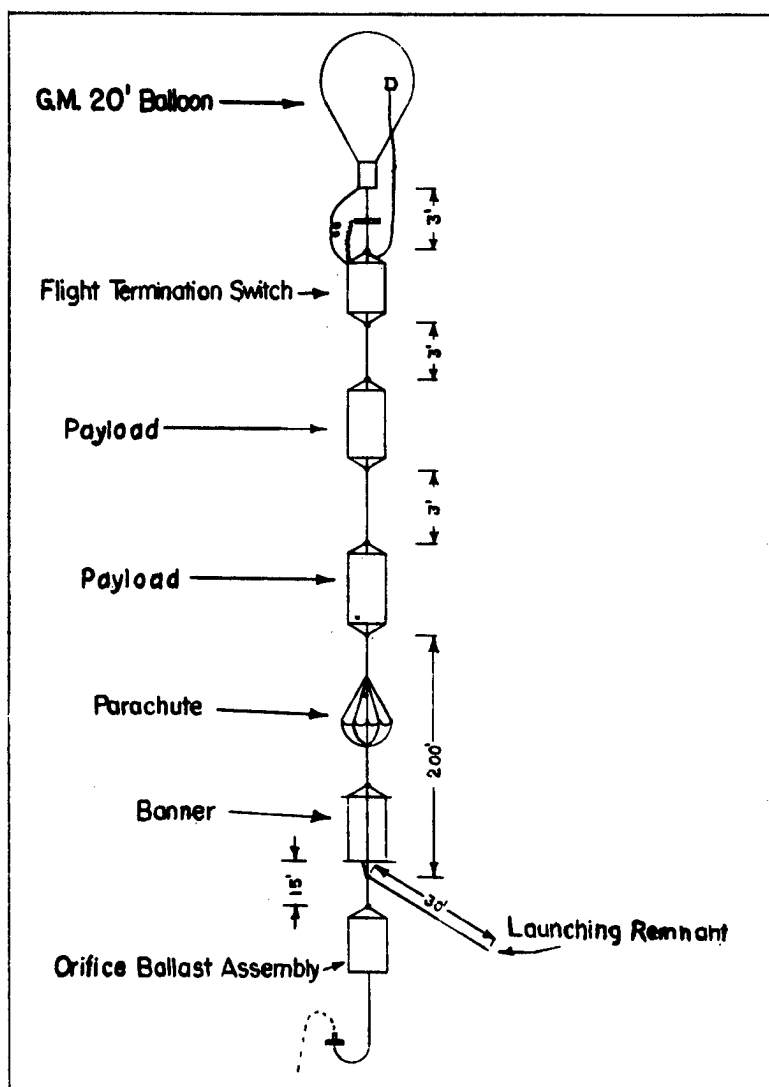 G.M. 20' Balloon
3'
Flight Termination Switch
3'
Payload
3'
Payload
Parachute
200'
Banner
15'
30'
Launching Remnant
Orifice Ballast Assembly